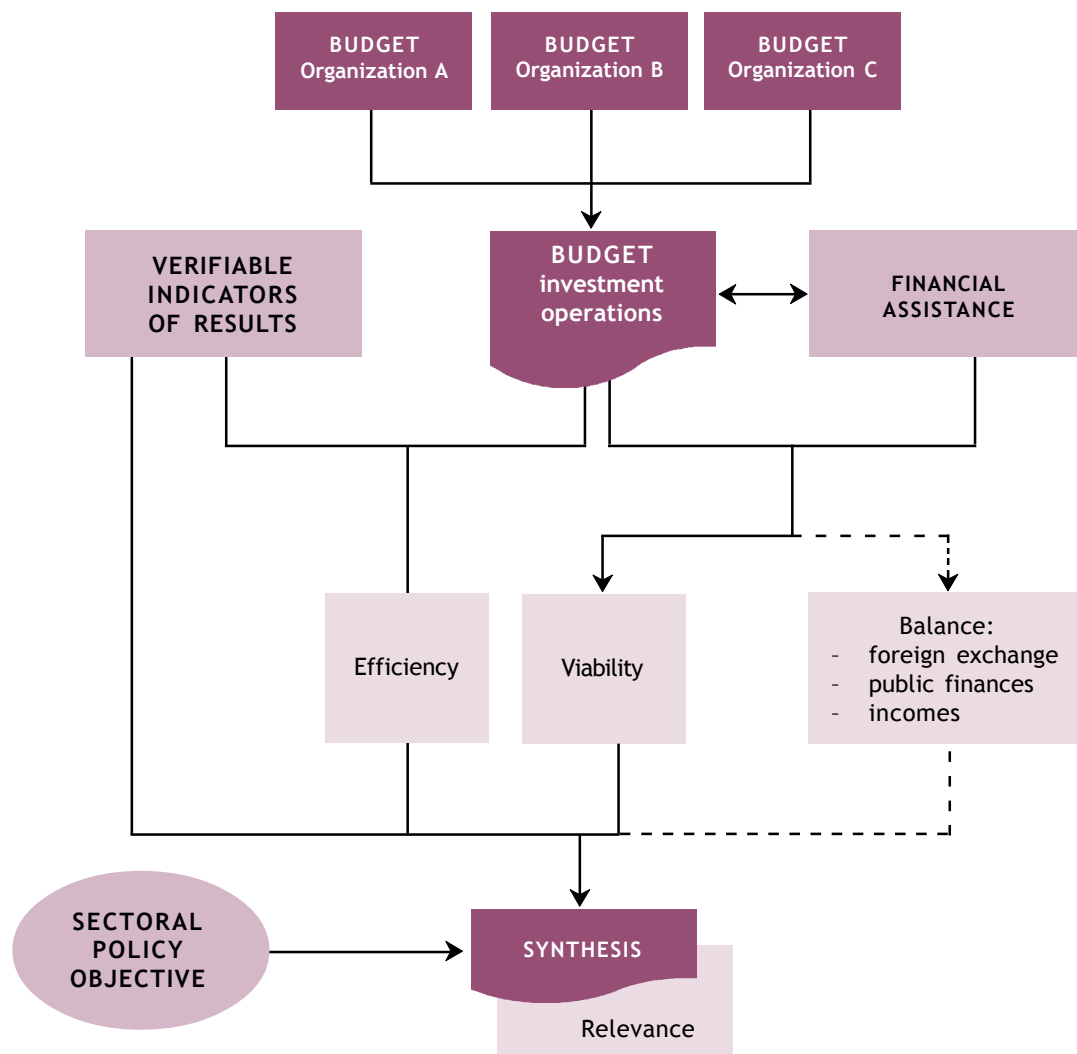 BUDGET
Organization A
BUDGET
Organization B
BUDGET
Organization C
VERIFIABLE
INDICATORS
OF RESULTS
BUDGET
investment
operations
FINANCIAL
ASSISTANCE
Efficiency
Viability
Balance:
- foreign exchange
- public finances
- incomes
SECTORAL
POLICY
OBJECTIVE
SYNTHESIS
Relevance